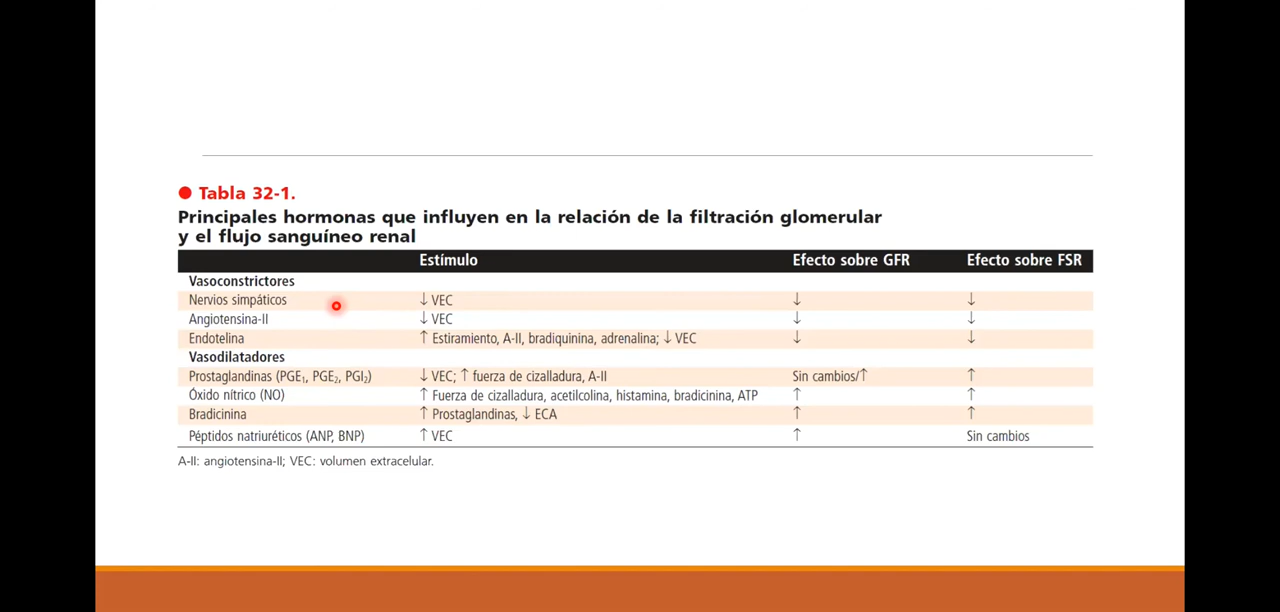 Tabla 32-1.
Principales hormonas que influyen en la relación de la filtración glomerular
y el flujo sanguíneo renal
Estímulo Efecto sobre GFR Efecto sobre FSR
Vasoconstrictores
Nervios simpáticos ↓ VEC ↓ ↓
Angiotensina-II ↓ VEC ↓ ↓
Endotelina ↑ Estiramiento, A-II, bradiquinina, adrenalina; ↓ VEC ↓ ↓
Vasodilatadores
Prostaglandinas (PGE₁, PGE₂, PGI₂) ↓ VEC; ↑ fuerza de cizalladura, A-II Sin cambios/↑ ↑
Óxido nítrico (NO) ↑ Fuerza de cizalladura, acetilcolina, histamina, bradicinina, ATP ↑ ↑
Bradicinina ↑ Prostaglandinas, ↓ ECA ↑ ↑
Péptidos natriuréticos (ANP, BNP) ↑ VEC ↑ Sin cambios
A-II: angiotensina-II; VEC: volumen extracelular.